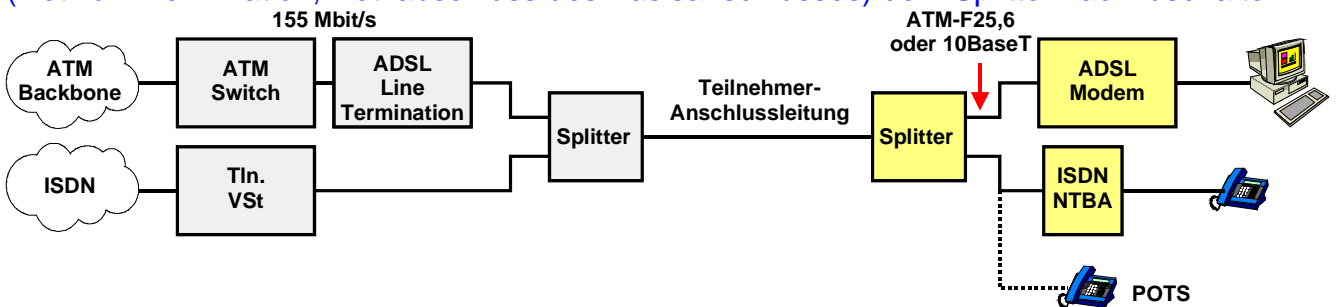 155 Mbit/s
ATM-F25,6
oder 10BaseT
ATM
Backbone
ATM
Switch
ADSL
Line
Termination
Splitter
Teilnehmer-
Anschlussleitung
Splitter
ADSL
Modem
ISDN
Tln.
VSt
ISDN
NTBA
POTS